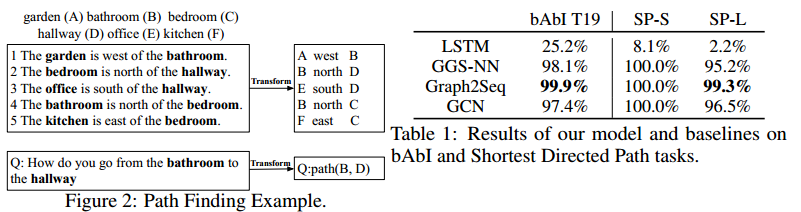 garden (A) bathroom (B) bedroom (C)
hallway (D) office (E) kitchen (F)
1 The garden is west of the bathroom.
2 The bedroom is north of the hallway.
3 The office is south of the hallway.
4 The bathroom is north of the bedroom.
5 The kitchen is east of the bedroom.
Transform
A west B
B north D
E south D
B north C
F east C
Q: How do you go from the bathroom to
the hallway
Transform
Q:path(B, D)
Figure 2: Path Finding Example.
bAbI T19 SP-S SP-L
LSTM 25.2% 8.1% 2.2%
GGS-NN 98.1% 100.0% 95.2%
Graph2Seq 99.9% 100.0% 99.3%
GCN 97.4% 100.0% 96.5%
Table 1: Results of our model and baselines on
bAbI and Shortest Directed Path tasks.